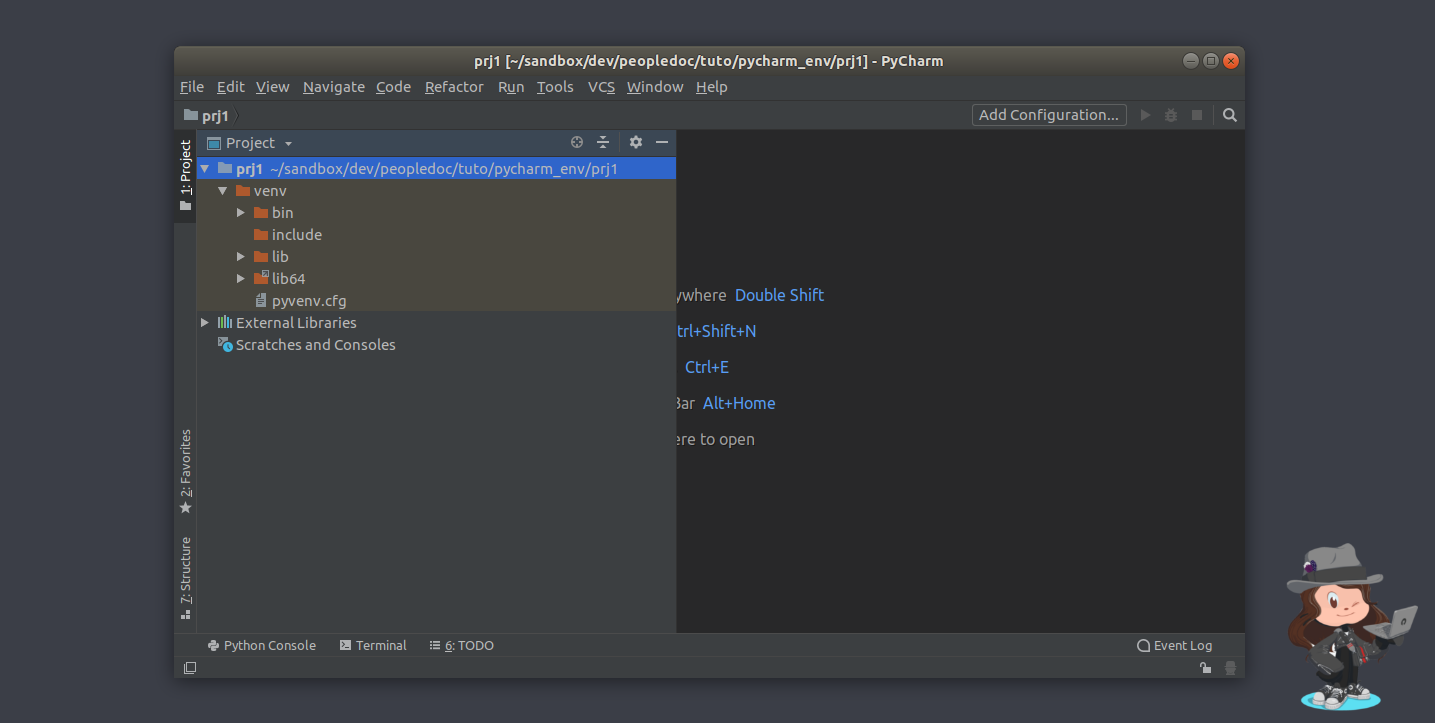 prj1 [~/sandbox/dev/peopledoc/tuto/pycharm_env/prj1] - PyCharm
File Edit View Navigate Code Refactor Run Tools VCS Window Help
prj1 Add Configuration...
1: Project
Project
prj1 ~/sandbox/dev/peopledoc/tuto/pycharm_env/prj1
venv
bin
include
lib
lib64
pyvenv.cfg
External Libraries
Scratches and Consoles
Double Shift
trl+Shift+N
Ctrl+E
Bar Alt+Home
to open
2: Favorites
7: Structure
Python Console Terminal 6: TODO Event Log